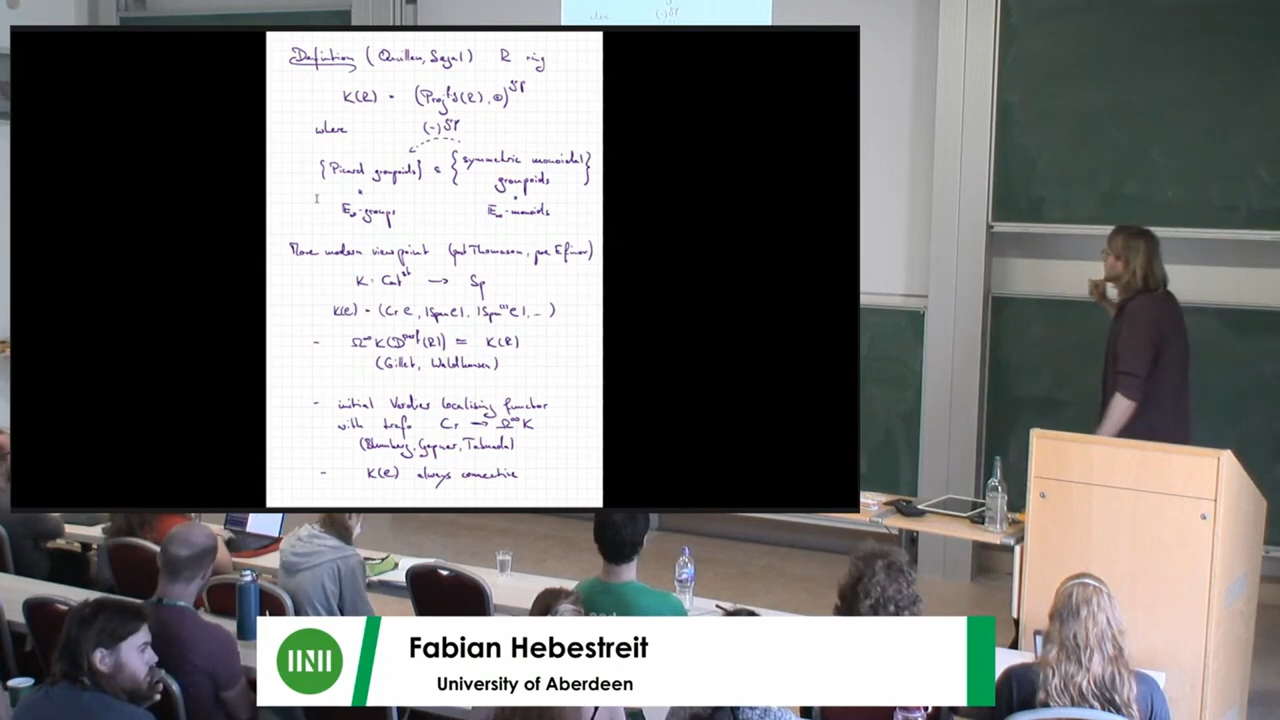 Definition (Quillen, Segal) R ring
K(R) = (Proj^fg(R), ⊕)^gp
where (-)^gp
{Picard groupoids} ⊆ {symmetric monoidal groupoids}
E∞-groups E∞-monoids
More modern viewpoint (post Thomason, pre Efimov)
K : Cat^st → Sp
K(C) = (Cr C, |Span C|, |Span^(2) C|, ... )
- Ω^∞ K(D^perf(R)) ≃ K(R)
(Gillet, Waldhausen)
- initial Verdier localising functor
with trafo Cr → Ω^∞ K
(Blumberg, Gepner, Tabuada)
- K(C) always connective
Fabian Hebestreit
University of Aberdeen